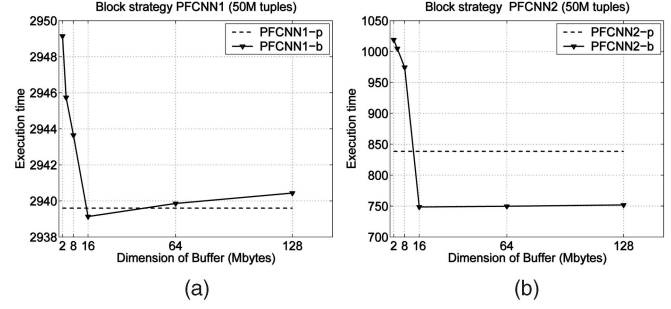 Block strategy PFCNN1 (50M tuples)
2950
2948
2946
2944
2942
2940
2938
Execution time
PFCNN1-p
PFCNN1-b
2 8 16 64 128
Dimension of Buffer (Mbytes)
(a)
Block strategy PFCNN2 (50M tuples)
1050
1000
950
900
850
800
750
700
Execution time
PFCNN2-p
PFCNN2-b
2 8 16 64 128
Dimension of Buffer (Mbytes)
(b)